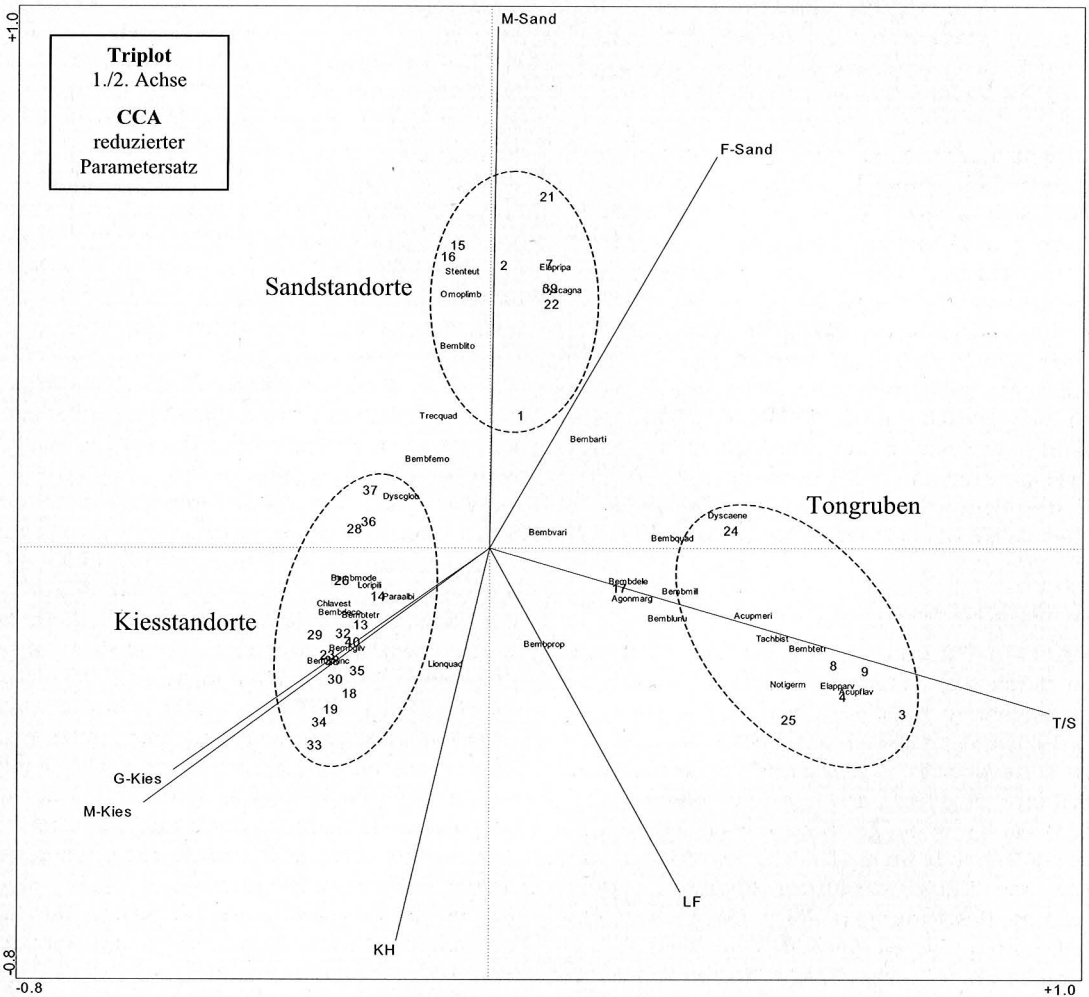 +1.0
M-Sand
Triplot
1./2. Achse
CCA
reduzierter
Parametersatz
F-Sand
21
15
16
2
7
Elapripa
Stenteut
Sandstandorte
Omoplimb
39
Dyscagna
22
Bemblito
Trecquad
1
Bembarti
Bembfemo
37
Dyscglob
Tongruben
36
28
Dyscaene
24
Bembvari
Bembquad
26
Bembmode
Loripili
14
Paraalbi
Bembdele
17
Agonmarg
Bembmill
Chlavest
Bembtetr
Kiesstandorte
13
29
32
40
Bemblunu
Acupmeri
Tachbist
Bembtetr
Bembprop
23
Lionquad
35
30
18
8
9
Notigerm
Elapparv
Acupflav
4
19
34
33
25
3
T/S
G-Kies
M-Kies
LF
KH
-0.8
-0.8
+1.0